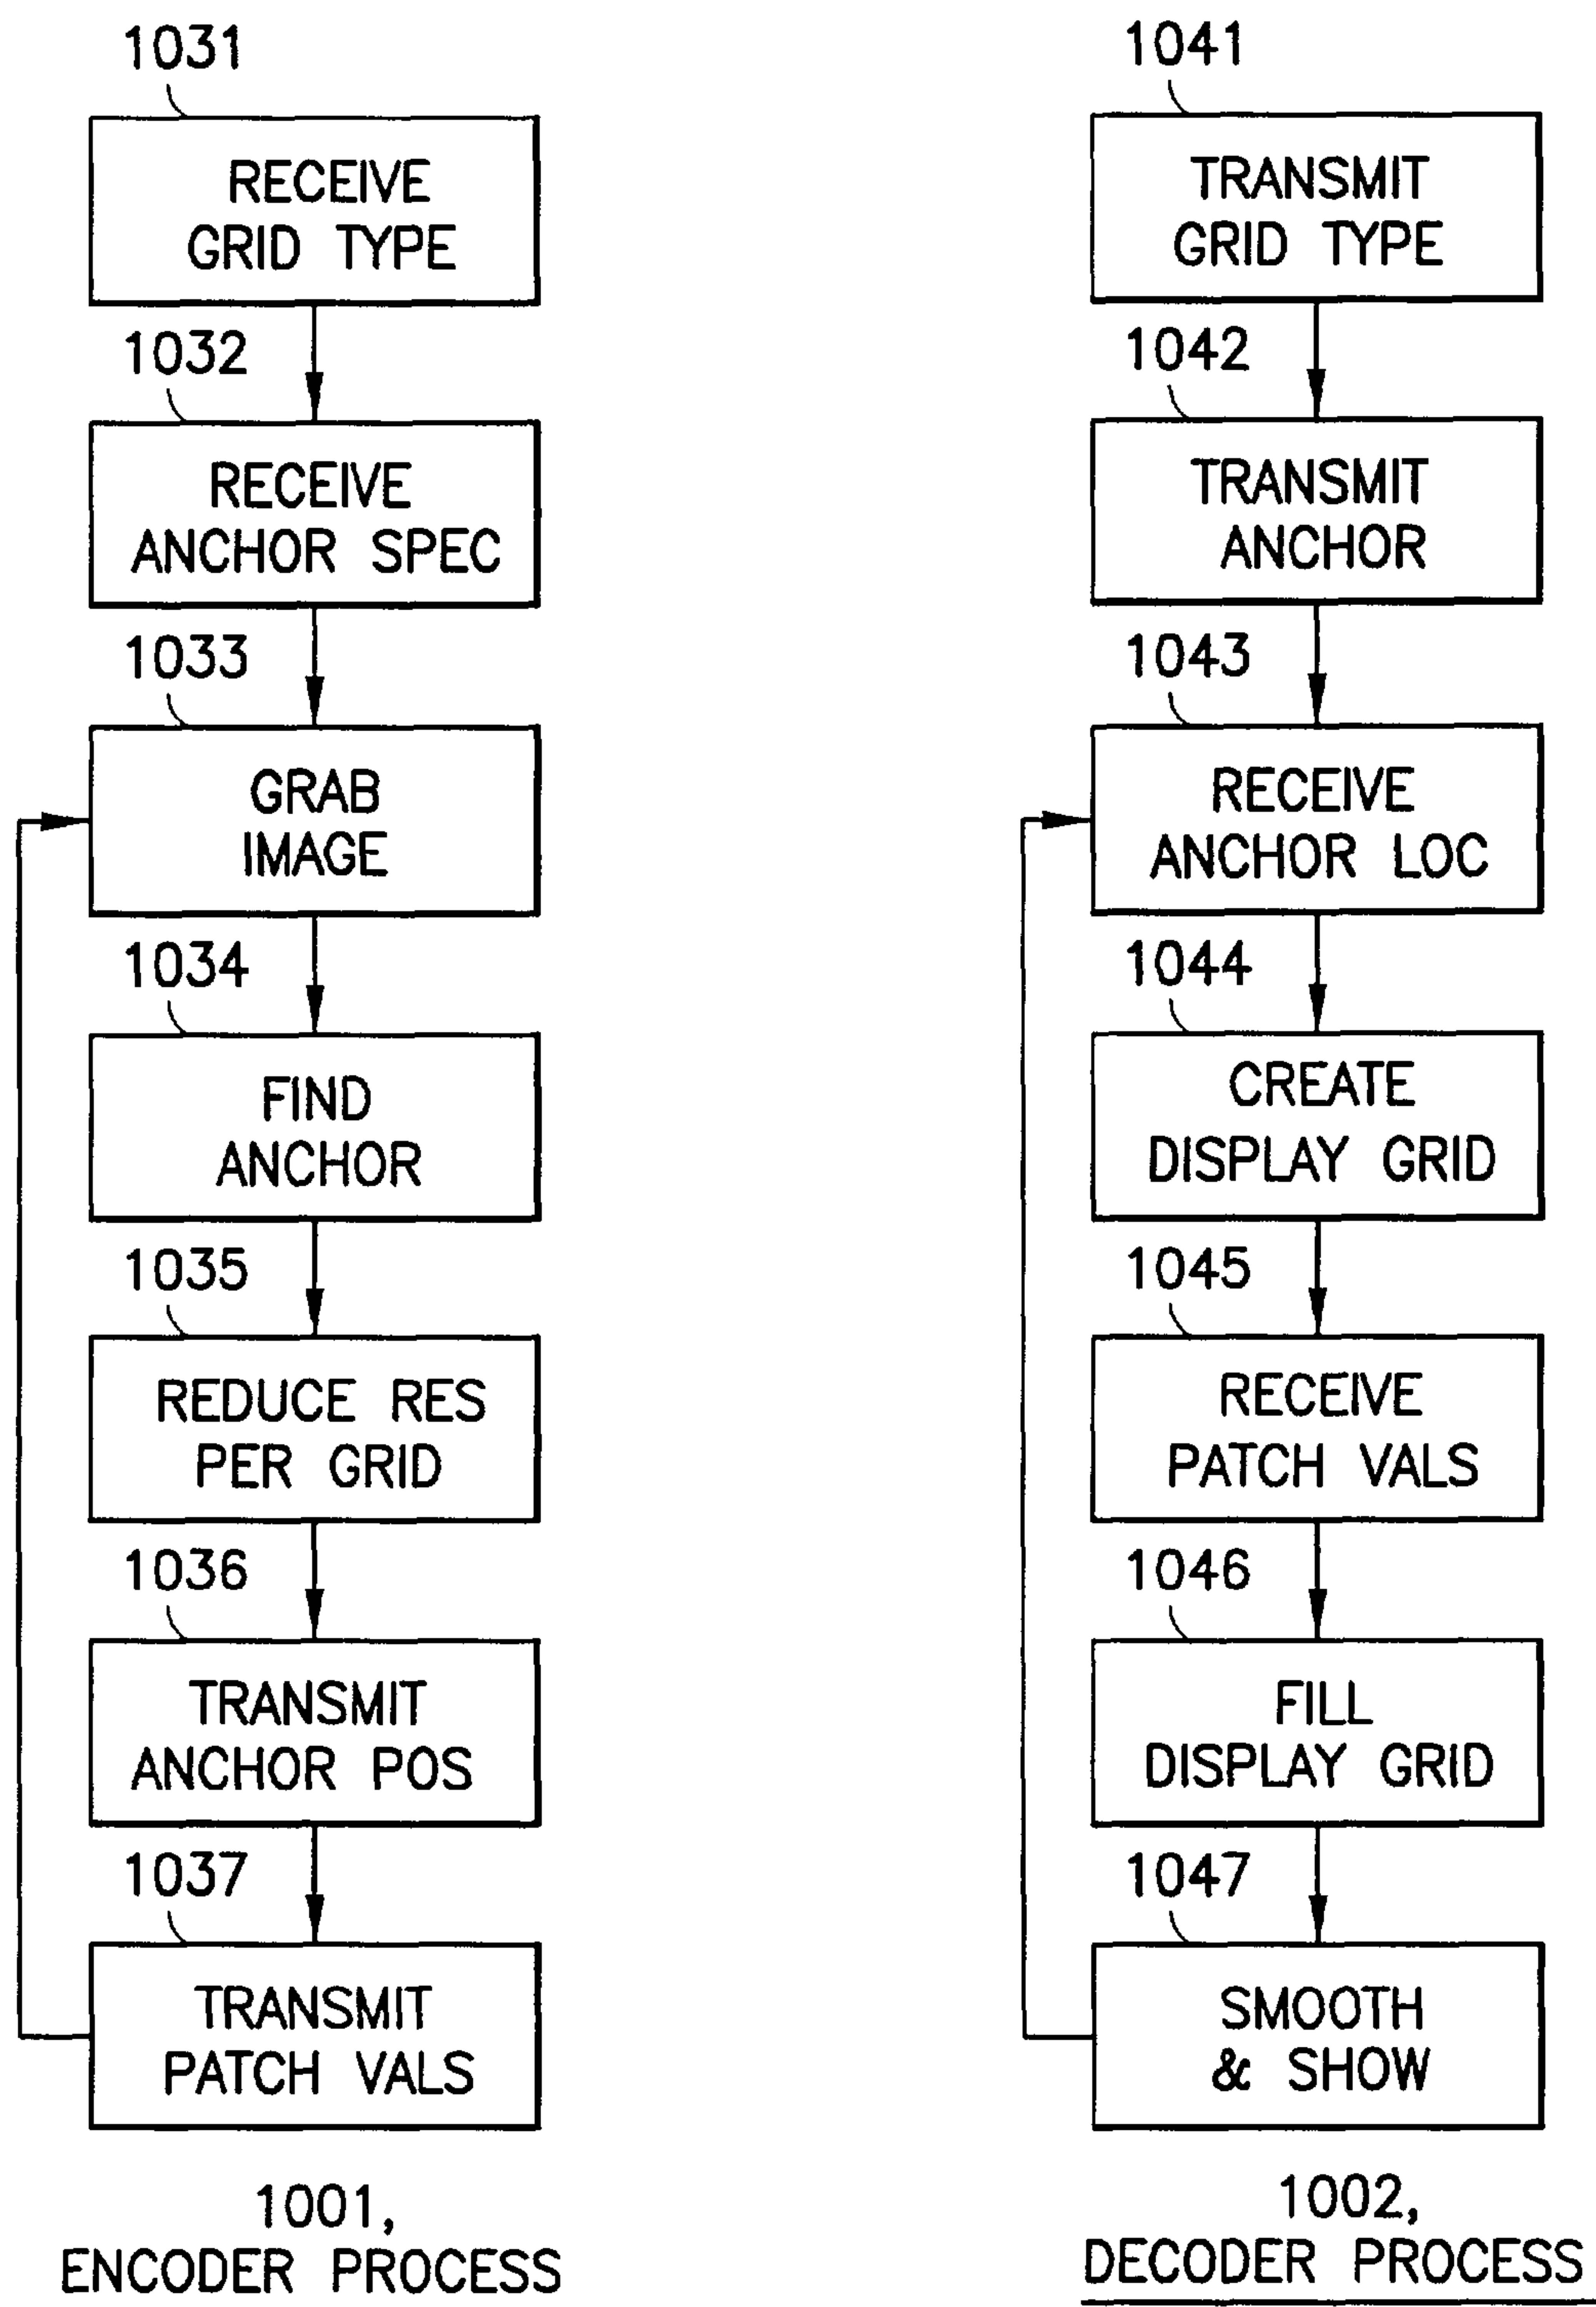 1031
RECEIVE
GRID TYPE
1032
RECEIVE
ANCHOR SPEC
1033
GRAB
IMAGE
1034
FIND
ANCHOR
1035
REDUCE RES
PER GRID
1036
TRANSMIT
ANCHOR POS
1037
TRANSMIT
PATCH VALS
1001,
ENCODER PROCESS
1041
TRANSMIT
GRID TYPE
1042
TRANSMIT
ANCHOR
1043
RECEIVE
ANCHOR LOC
1044
CREATE
DISPLAY GRID
1045
RECEIVE
PATCH VALS
1046
FILL
DISPLAY GRID
1047
SMOOTH
& SHOW
1002,
DECODER PROCESS